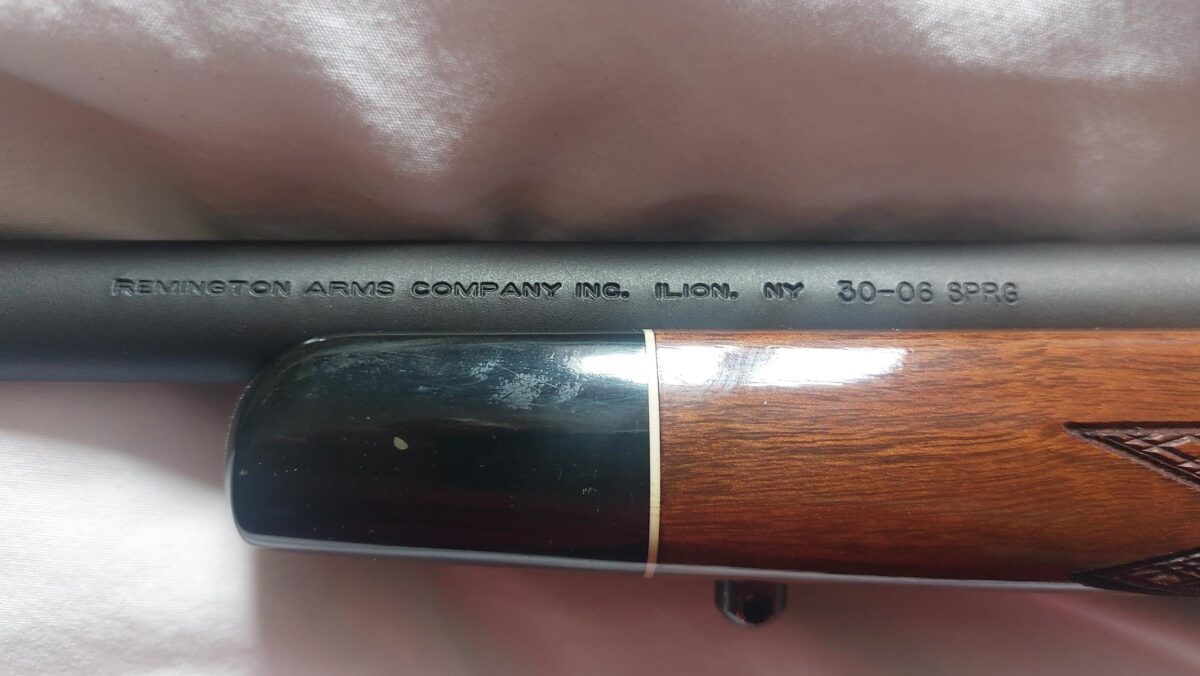 REMINGTON ARMS COMPANY INC. ILION. NY 30-06 SPRG